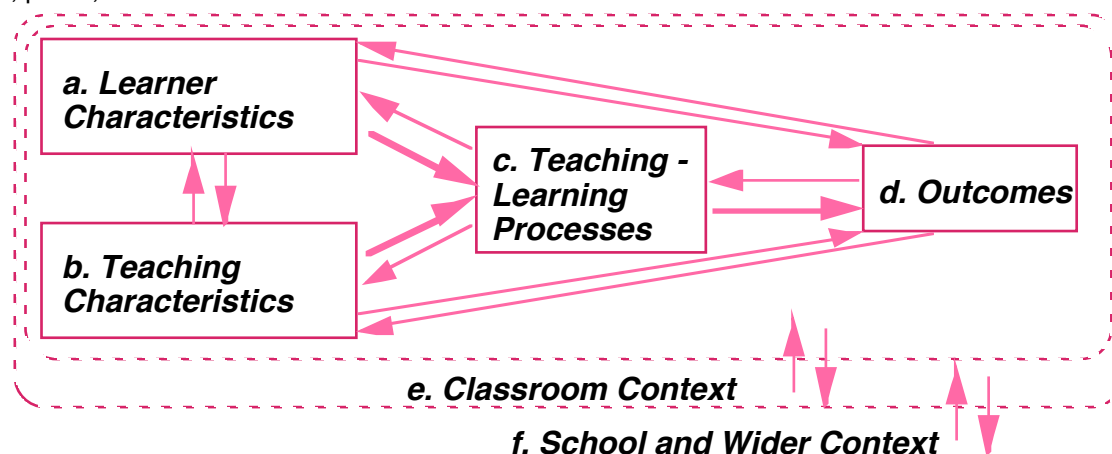 a. Learner
Characteristics
c. Teaching -
Learning
Processes
d. Outcomes
b. Teaching
Characteristics
e. Classroom Context
f. School and Wider Context